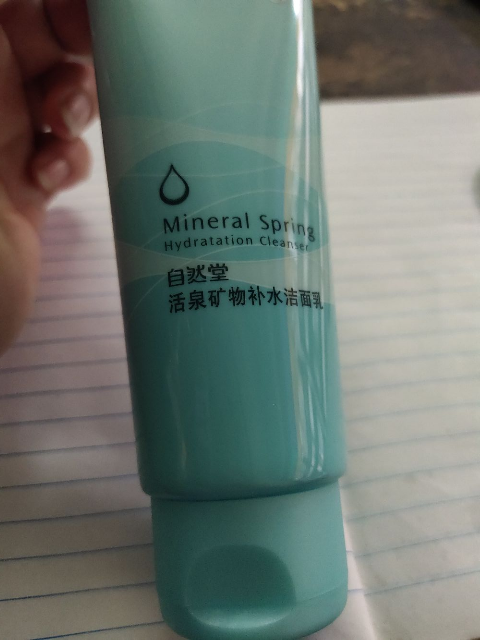 Mineral Spring
Hydratation Cleanser
自然堂
活泉矿物补水洁面乳